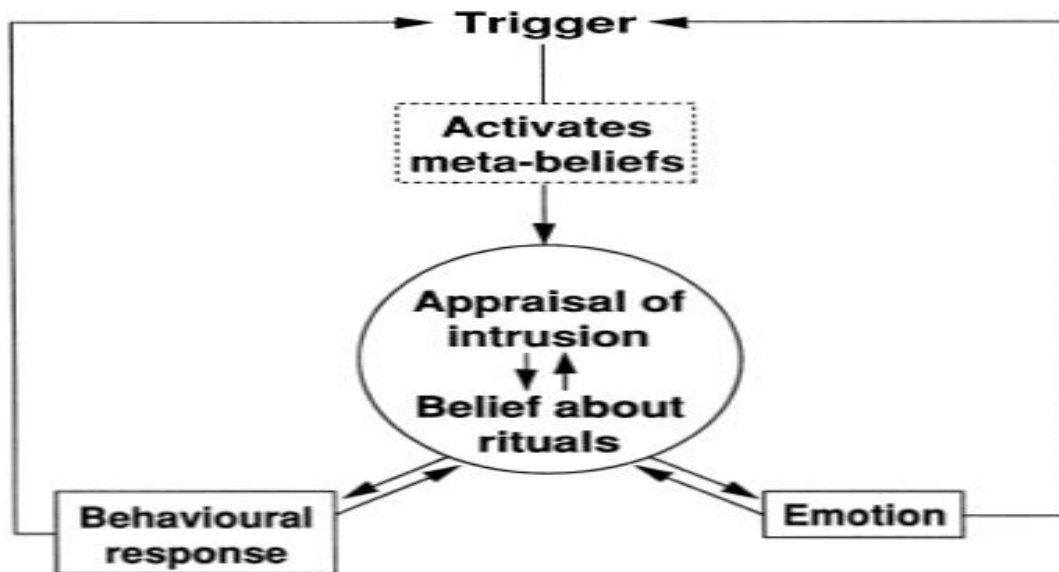 Trigger
Activates
meta-beliefs
Appraisal of
intrusion
Belief about
rituals
Behavioural
response
Emotion